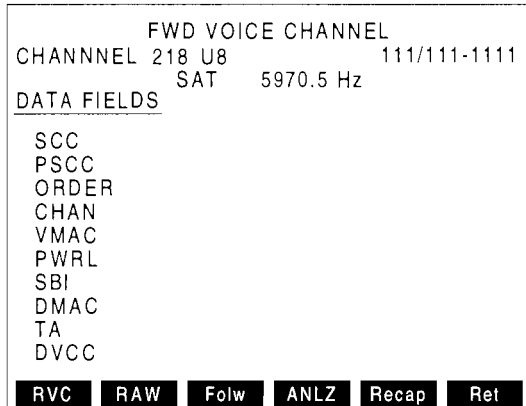 FWD VOICE CHANNEL
CHANNNEL 218 U8 111/111-1111
SAT 5970.5 Hz
DATA FIELDS
SCC
PSCC
ORDER
CHAN
VMAC
PWRL
SBI
DMAC
TA
DVCC
RVC RAW Folw ANLZ Recap Ret